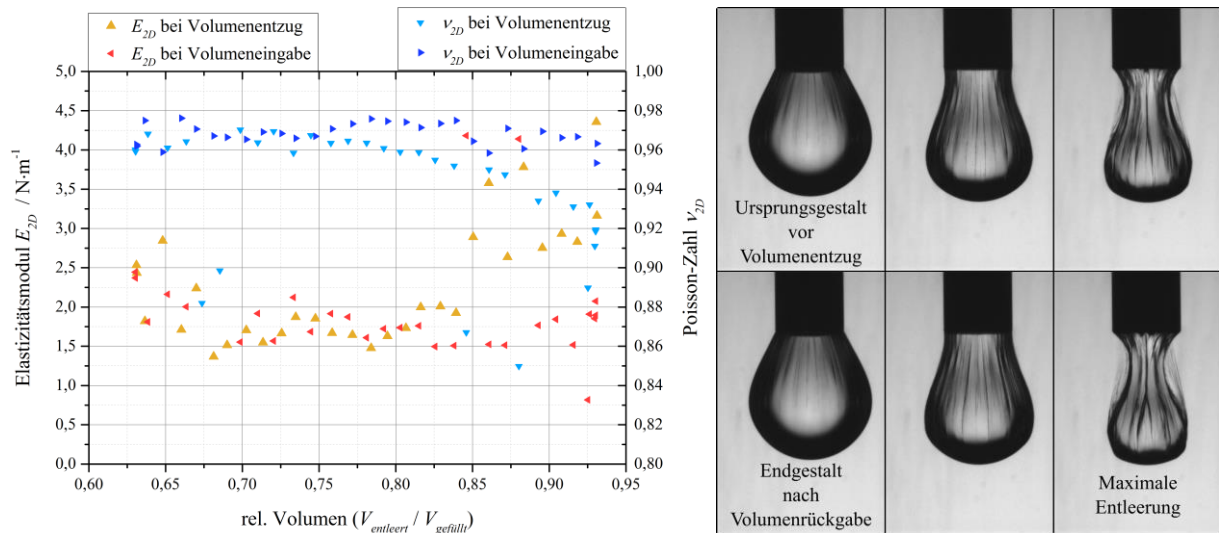 E2D bei Volumenentzug
E2D bei Volumeneingabe
ν2D bei Volumenentzug
ν2D bei Volumeneingabe
5,0
4,5
4,0
3,5
3,0
2,5
2,0
1,5
1,0
0,5
0,0
Elastizitätsmodul E2D / N·m-1
0,60
0,65
0,70
0,75
0,80
0,85
0,90
0,95
rel. Volumen (Ventleert / Vgefüllt)
1,00
0,98
0,96
0,94
0,92
0,90
0,88
0,86
0,84
0,82
0,80
Poisson-Zahl ν2D
Ursprungsgestalt
vor
Volumenentzug
Endgestalt
nach
Volumenrückgabe
Maximale
Entleerung